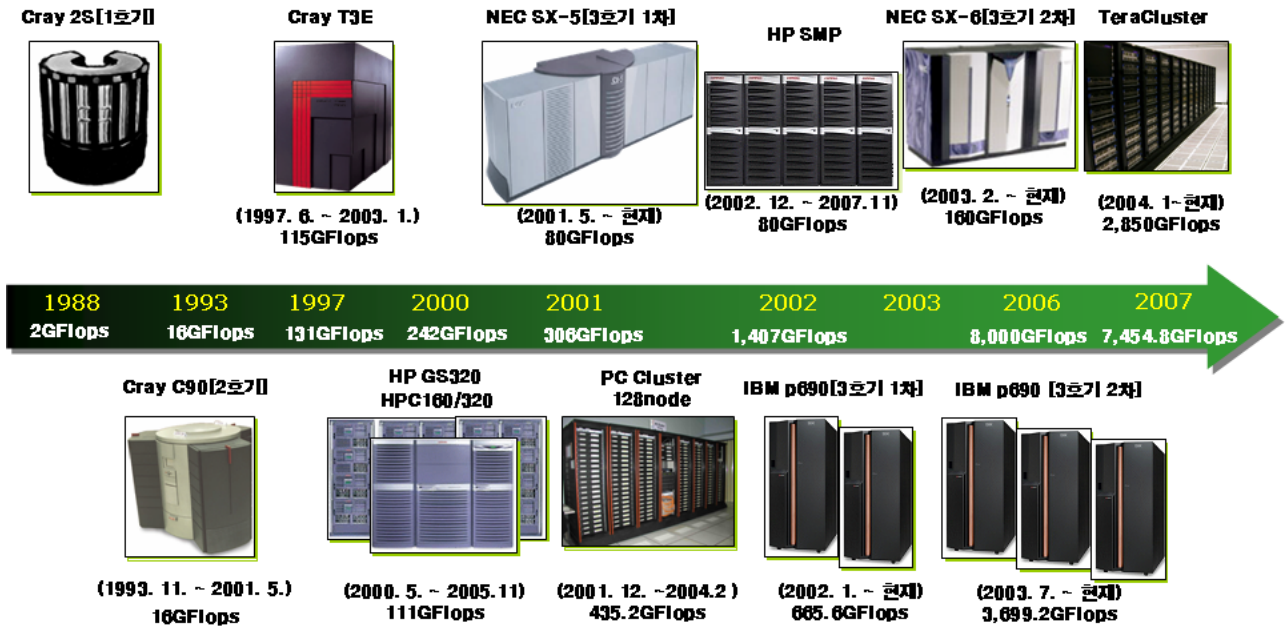 Cray 2S[1호기]
Cray T3E
NEC SX-5[3호기 1차]
HP SMP
NEC SX-6[3호기 2차]
TeraCluster
(1997. 6. ~ 2003. 1.)
115GFlops
(2001. 5. ~ 현재)
80GFlops
(2002. 12. ~ 2007.11)
80GFlops
(2003. 2. ~ 현재)
160GFlops
(2004. 1~현재)
2,850GFlops
1988 1993 1997 2000 2001 2002 2003 2006 2007
2GFlops 16GFlops 131GFlops 242GFlops 306GFlops 1,407GFlops 8,000GFlops 7,454.8GFlops
Cray C90[2호기]
HP GS320
HPC160/320
PC Cluster
128node
IBM p690[3호기 1차]
IBM p690 [3호기 2차]
(1993. 11. ~ 2001. 5.)
16GFlops
(2000. 5. ~ 2005.11)
111GFlops
(2001. 12. ~2004.2 )
435.2GFlops
(2002. 1. ~ 현재)
665.6GFlops
(2003. 7. ~ 현재)
3,699.2GFlops